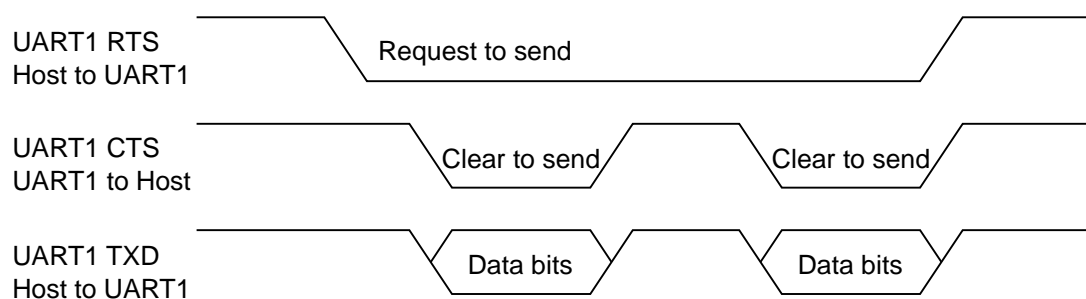 UART1 RTS
Host to UART1
Request to send
UART1 CTS
UART1 to Host
Clear to send
Clear to send
UART1 TXD
Host to UART1
Data bits
Data bits